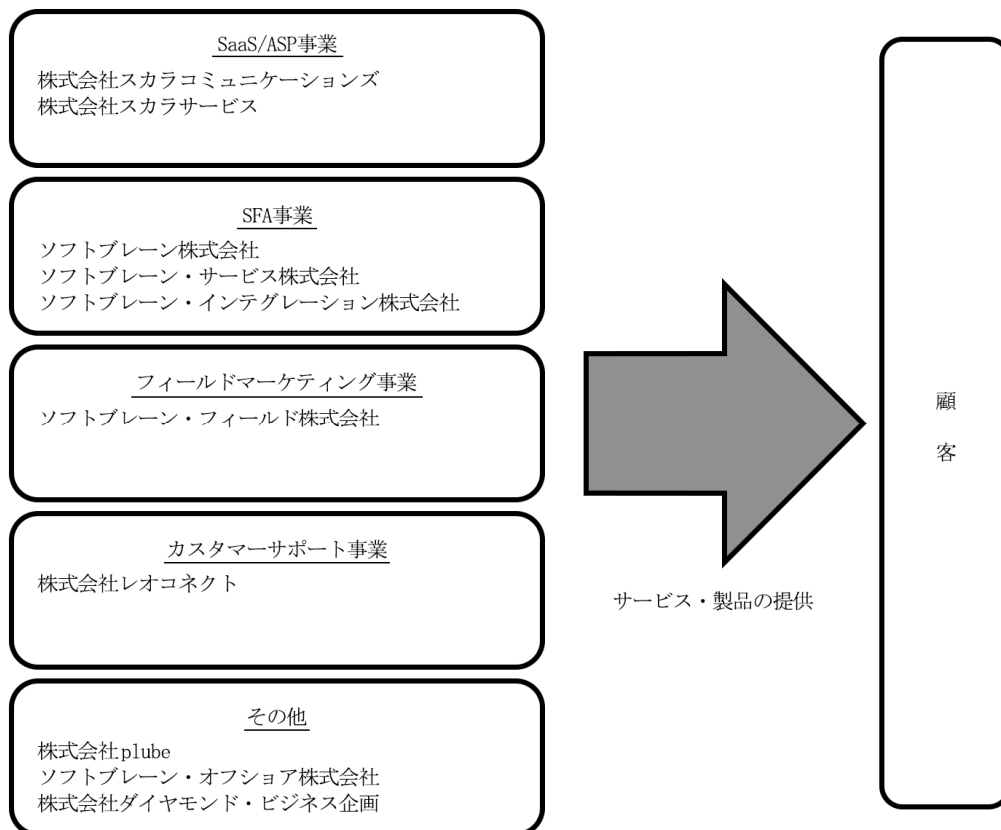 SaaS/ASP事業
株式会社スカラコミュニケーションズ
株式会社スカラサービス
SFA事業
ソフトブレーン株式会社
ソフトブレーン・サービス株式会社
ソフトブレーン・インテグレーション株式会社
フィールドマーケティング事業
ソフトブレーン・フィールド株式会社
カスタマーサポート事業
株式会社レオコネクト
その他
株式会社plube
ソフトブレーン・オフショア株式会社
株式会社ダイヤモンド・ビジネス企画
サービス・製品の提供
顧
客